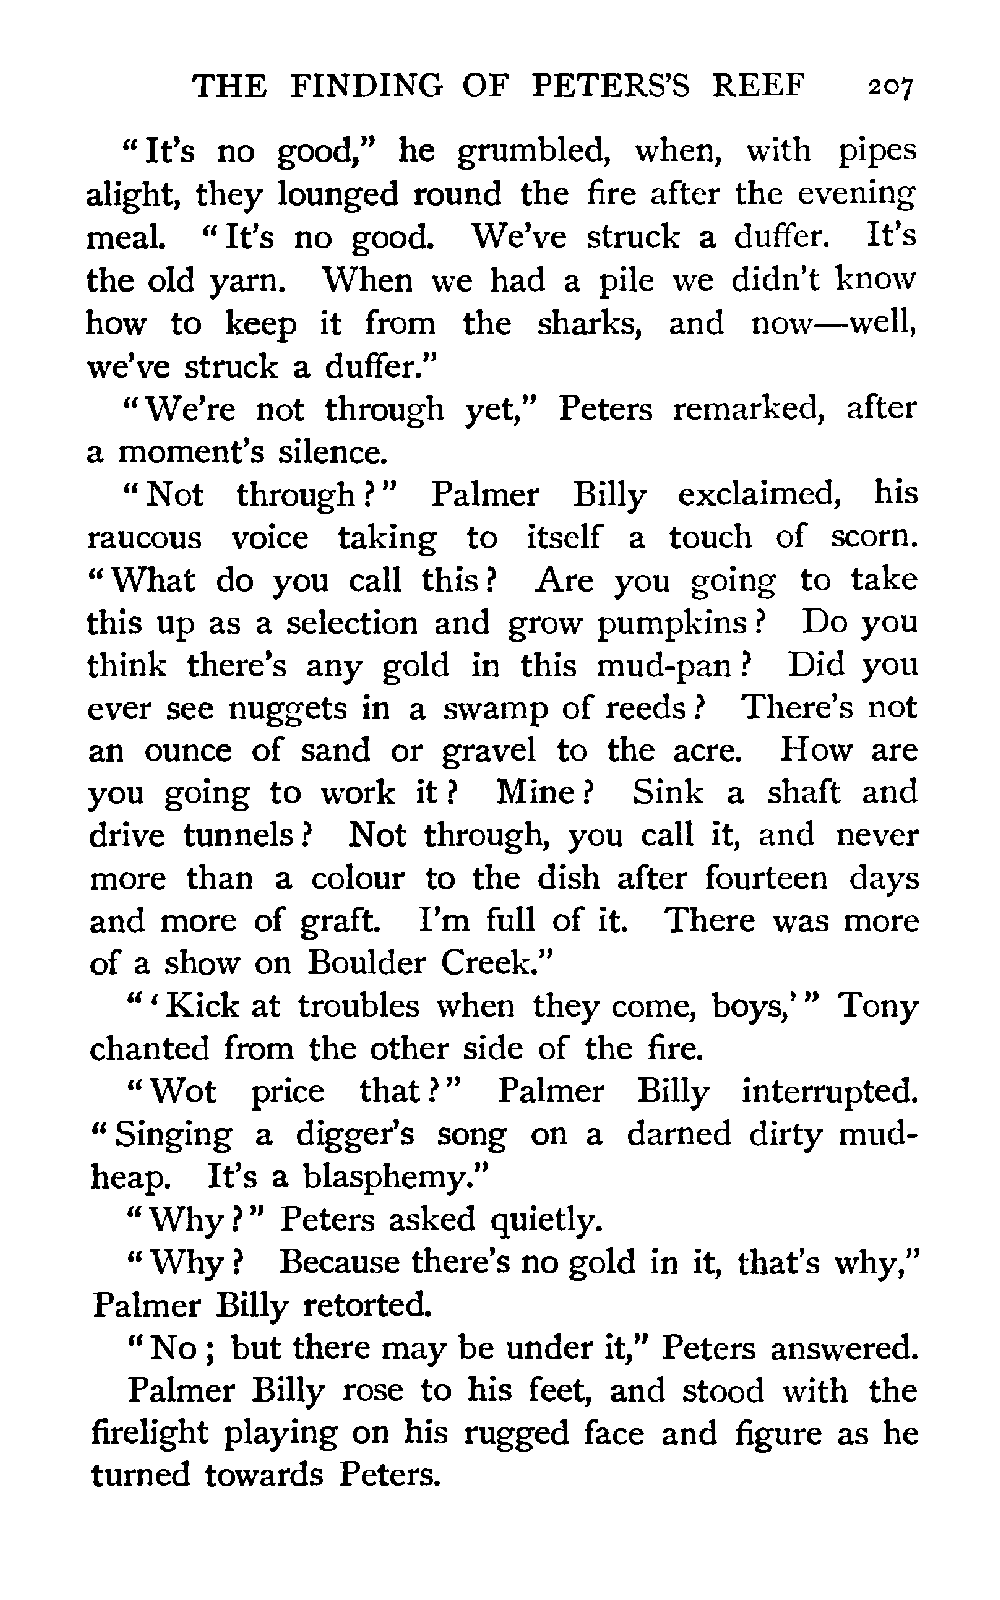 THE FINDING OF PETERS'S REEF 207
"It's no good," he grumbled, when, with pipes
alight, they lounged round the fire after the evening
meal. "It's no good. We've struck a duffer. It's
the old yarn. When we had a pile we didn't know
how to keep it from the sharks, and now—well,
we've struck a duffer."
"We're not through yet," Peters remarked, after
a moment's silence.
"Not through?" Palmer Billy exclaimed, his
raucous voice taking to itself a touch of scorn.
"What do you call this? Are you going to take
this up as a selection and grow pumpkins? Do you
think there's any gold in this mud-pan? Did you
ever see nuggets in a swamp of reeds? There's not
an ounce of sand or gravel to the acre. How are
you going to work it? Mine? Sink a shaft and
drive tunnels? Not through, you call it, and never
more than a colour to the dish after fourteen days
and more of graft. I'm full of it. There was more
of a show on Boulder Creek."
"'Kick at troubles when they come, boys,'" Tony
chanted from the other side of the fire.
"Wot price that?" Palmer Billy interrupted.
"Singing a digger's song on a darned dirty mud-
heap. It's a blasphemy."
"Why?" Peters asked quietly.
"Why? Because there's no gold in it, that's why,"
Palmer Billy retorted.
"No; but there may be under it," Peters answered.
Palmer Billy rose to his feet, and stood with the
firelight playing on his rugged face and figure as he
turned towards Peters.